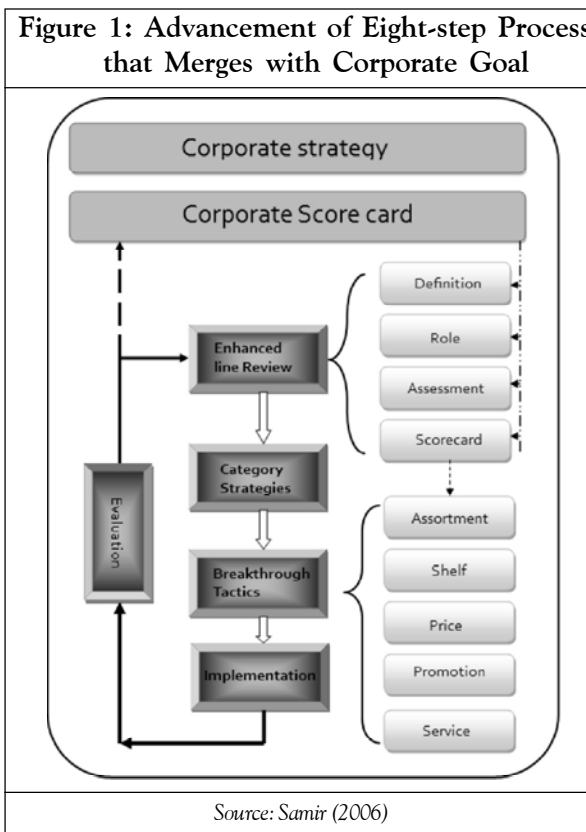 Figure 1: Advancement of Eight-step Process
that Merges with Corporate Goal
Corporate strategy
Corporate Score card
Definition
Enhanced
line Review
Role
Assessment
Scorecard
Category
Strategies
Evaluation
Assortment
Breakthrough
Tactics
Shelf
Price
Implementation
Promotion
Service
Source: Samir (2006)